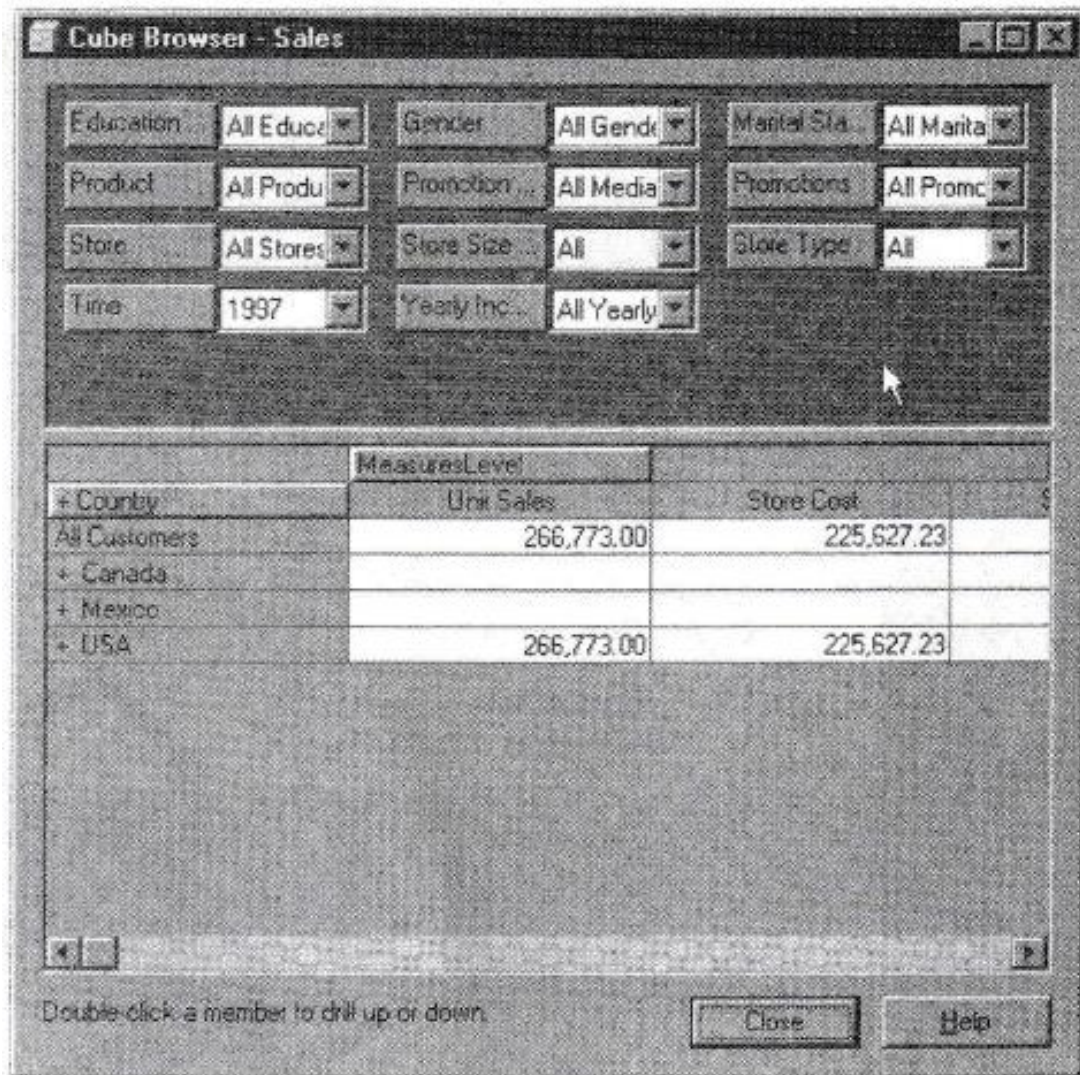 Cube Browser - Sales
Education... All Educa Gender All Gende Marital Sta... All Marita
Product All Produ Promotion ... All Media Promotions All Promo
Store All Stores Store Size ... All Store Type All
Time 1997 Yearly Inc... All Yearly
MeasuresLevel
+ Country Unit Sales Store Cost S
All Customers 266,773.00 225,627.23
+ Canada
+ Mexico
+ USA 266,773.00 225,627.23
Double-click a member to drill up or down.
Close Help